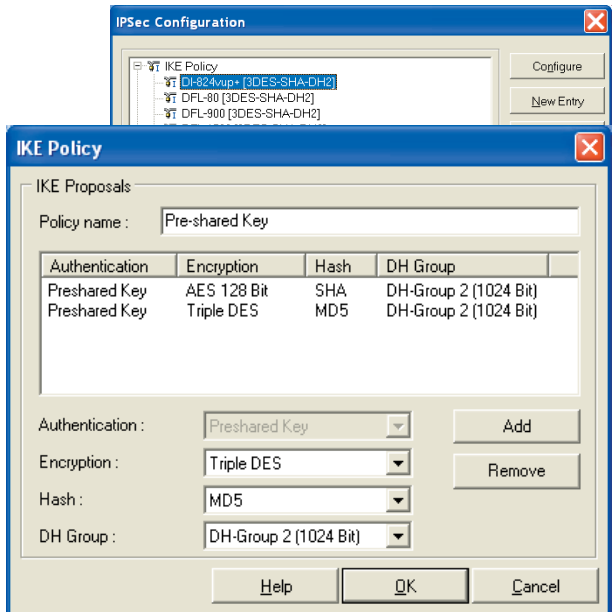 IPSec Configuration
IKE Policy
DI-824vup+ [3DES-SHA-DH2]
DFL-80 [3DES-SHA-DH2]
DFL-900 [3DES-SHA-DH2]
Configure
New Entry
IKE Policy
IKE Proposals
Policy name : Pre-shared Key
Authentication Encryption Hash DH Group
Preshared Key AES 128 Bit SHA DH-Group 2 (1024 Bit)
Preshared Key Triple DES MD5 DH-Group 2 (1024 Bit)
Authentication : Preshared Key Add
Encryption : Triple DES Remove
Hash : MD5
DH Group : DH-Group 2 (1024 Bit)
Help OK Cancel